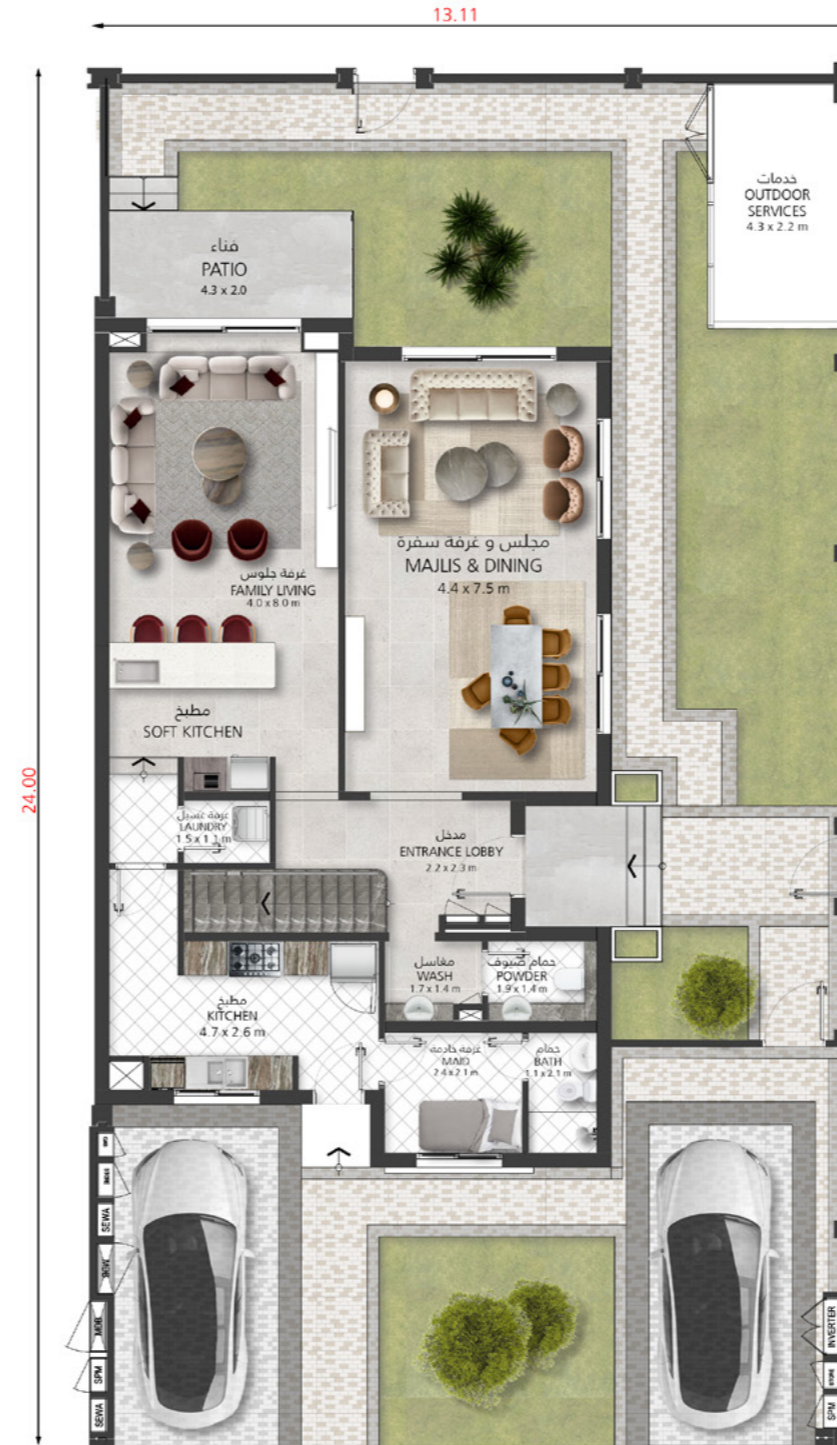 13.11
24.00
خدمات
OUTDOOR
SERVICES
4.3 x 2.2 m
فناء
PATIO
4.3 x 2.0
مجلس و غرفة سفرة
MAJLIS & DINING
4.4 x 7.5 m
غرفة جلوس
FAMILY LIVING
4.0 x 8.0 m
مطبخ
SOFT KITCHEN
غرفة غسيل
LAUNDRY
1.5 x 1.1 m
مدخل
ENTRANCE LOBBY
2.2 x 2.3 m
مغاسل
WASH
1.7 x 1.4 m
حمام ضيوف
POWDER
1.9 x 1.4 m
مطبخ
KITCHEN
4.7 x 2.6 m
غرفة خادمة
MAID
2.4 x 2.1 m
حمام
BATH
1.1 x 2.1 m
SEWA
MDB
MDB
SPM
SEWA
INVERTER
STORE
SPM